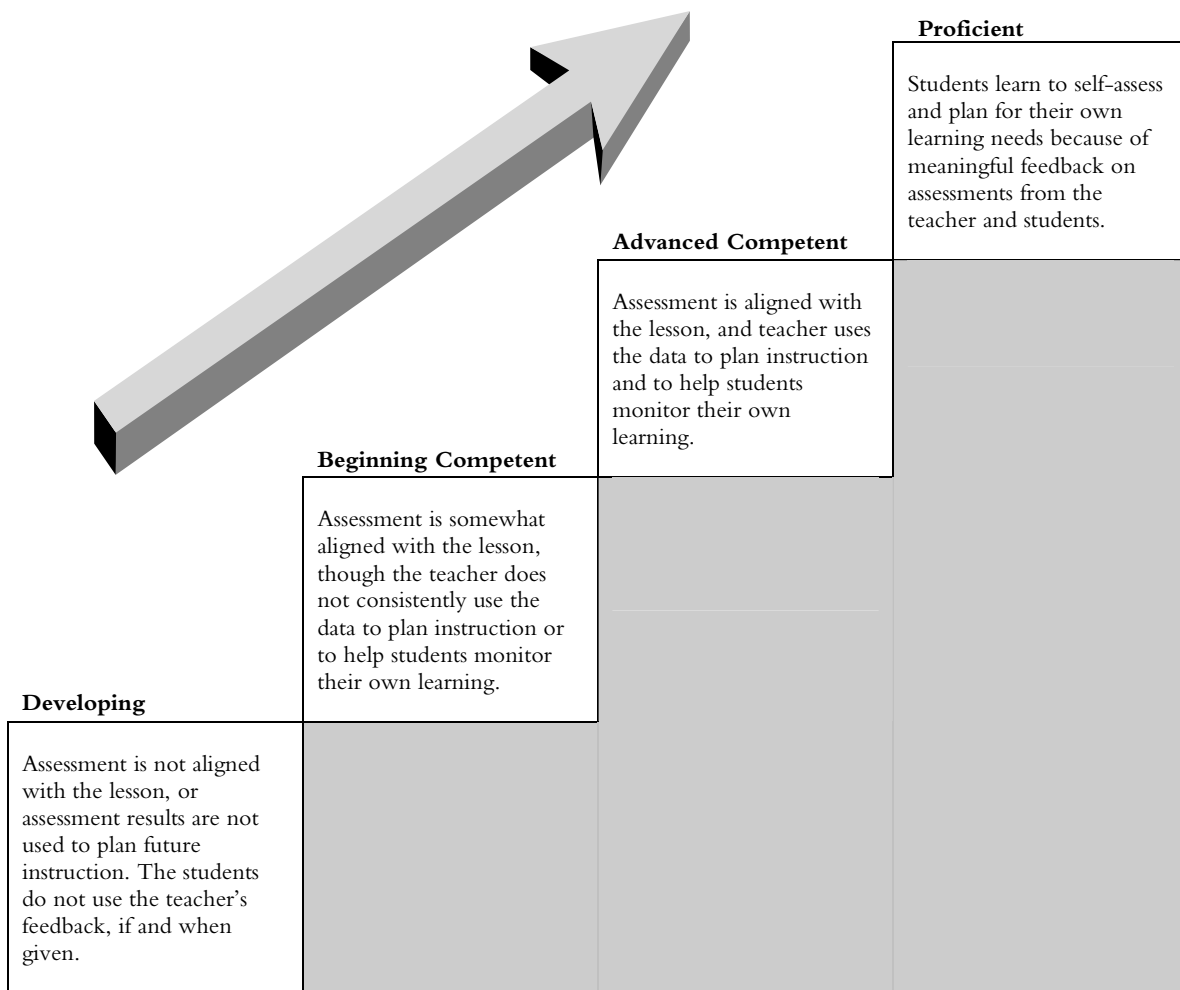 Proficient
Students learn to self-assess
and plan for their own
learning needs because of
meaningful feedback on
assessments from the
teacher and students.
Advanced Competent
Assessment is aligned with
the lesson, and teacher uses
the data to plan instruction
and to help students
monitor their own
learning.
Beginning Competent
Assessment is somewhat
aligned with the lesson,
though the teacher does
not consistently use the
data to plan instruction or
to help students monitor
their own learning.
Developing
Assessment is not aligned
with the lesson, or
assessment results are not
used to plan future
instruction. The students
do not use the teacher’s
feedback, if and when
given.